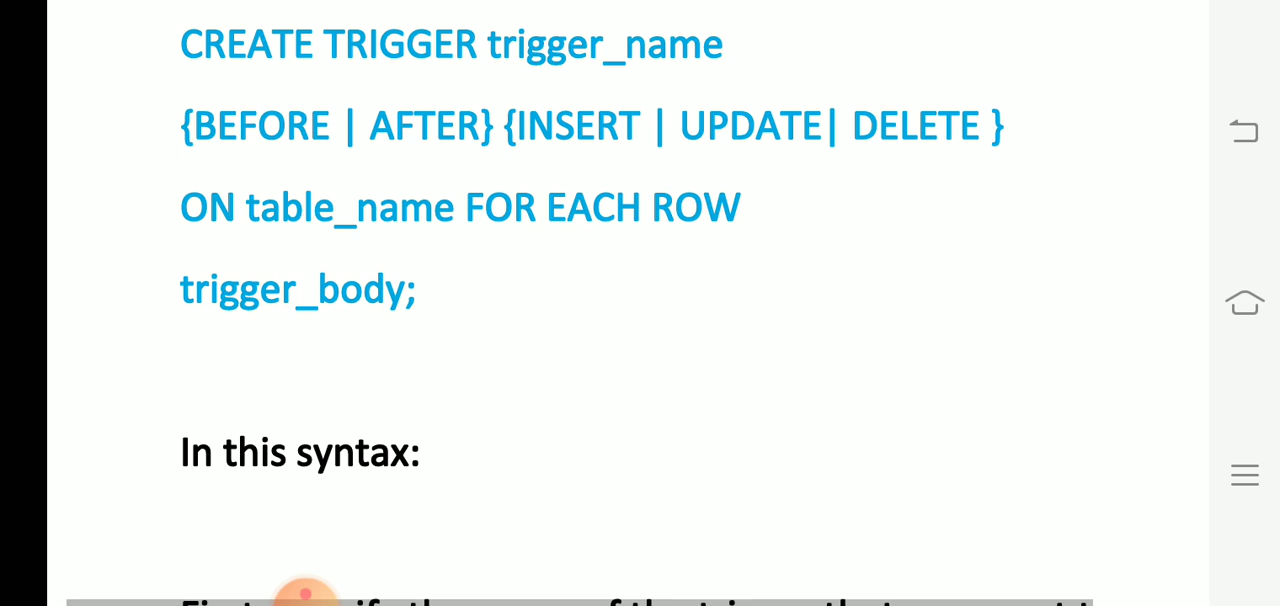 CREATE TRIGGER trigger_name
{BEFORE | AFTER} {INSERT | UPDATE| DELETE }
ON table_name FOR EACH ROW
trigger_body;
In this syntax: